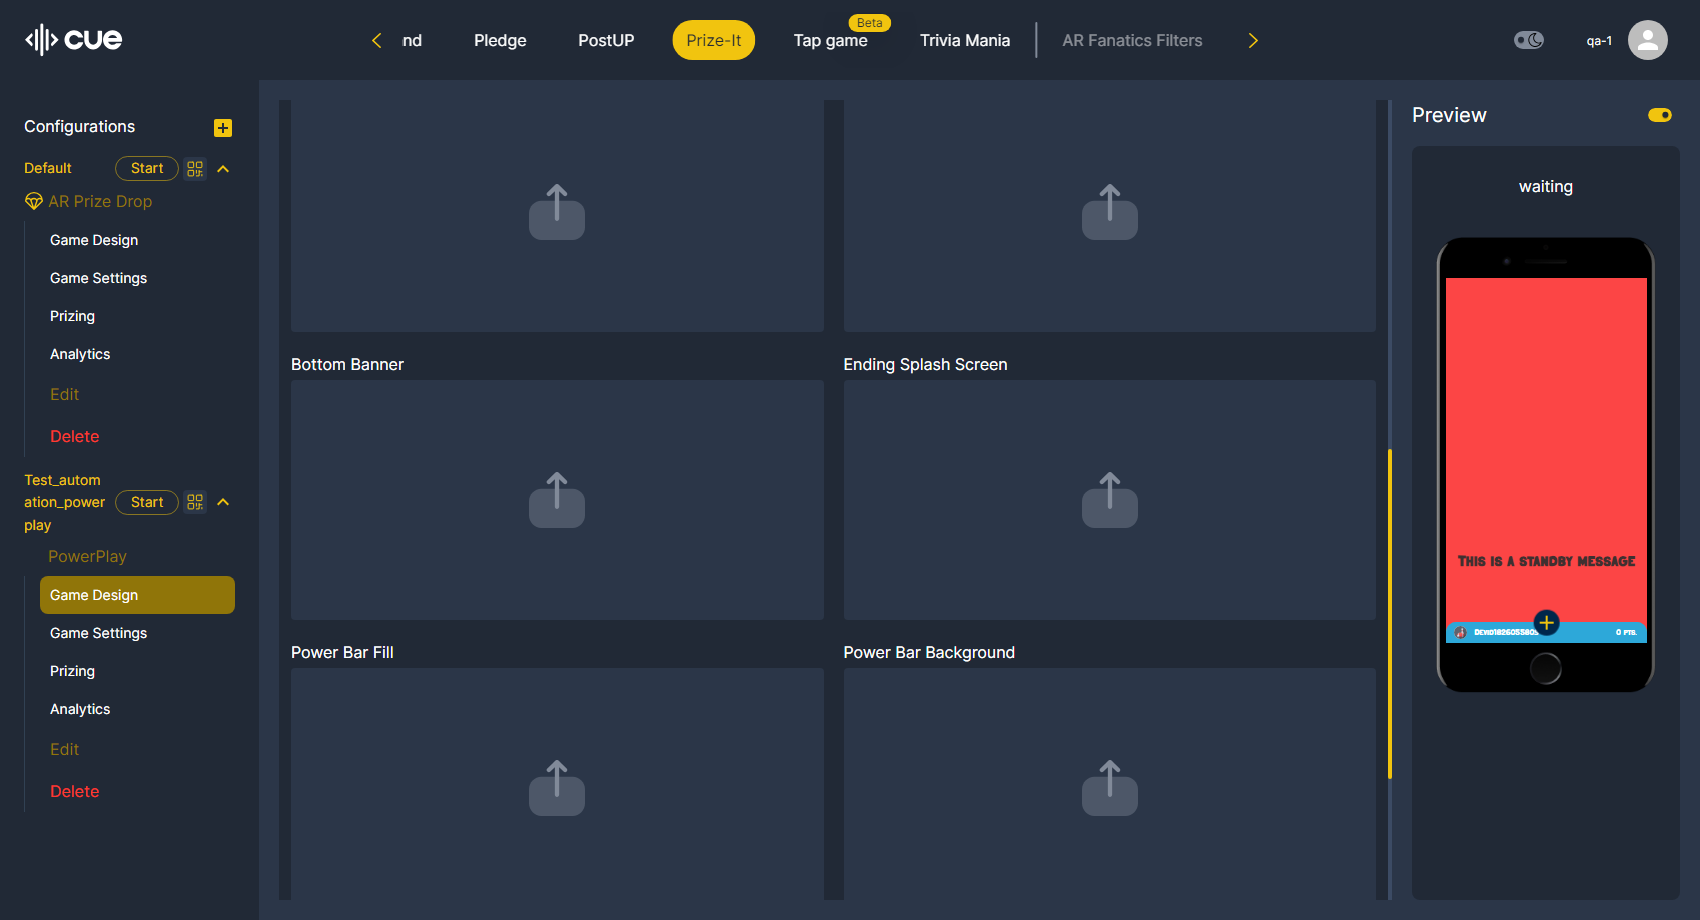 cue
nd
Pledge
PostUP
Prize-It
Beta
Tap game
Trivia Mania
AR Fanatics Filters
qa-1
Configurations
Default
Start
AR Prize Drop
Game Design
Game Settings
Prizing
Analytics
Edit
Delete
Test_autom
ation_power
play
Start
PowerPlay
Game Design
Game Settings
Prizing
Analytics
Edit
Delete
Bottom Banner
Ending Splash Screen
Power Bar Fill
Power Bar Background
Preview
waiting
This is a standby message
0 pts.